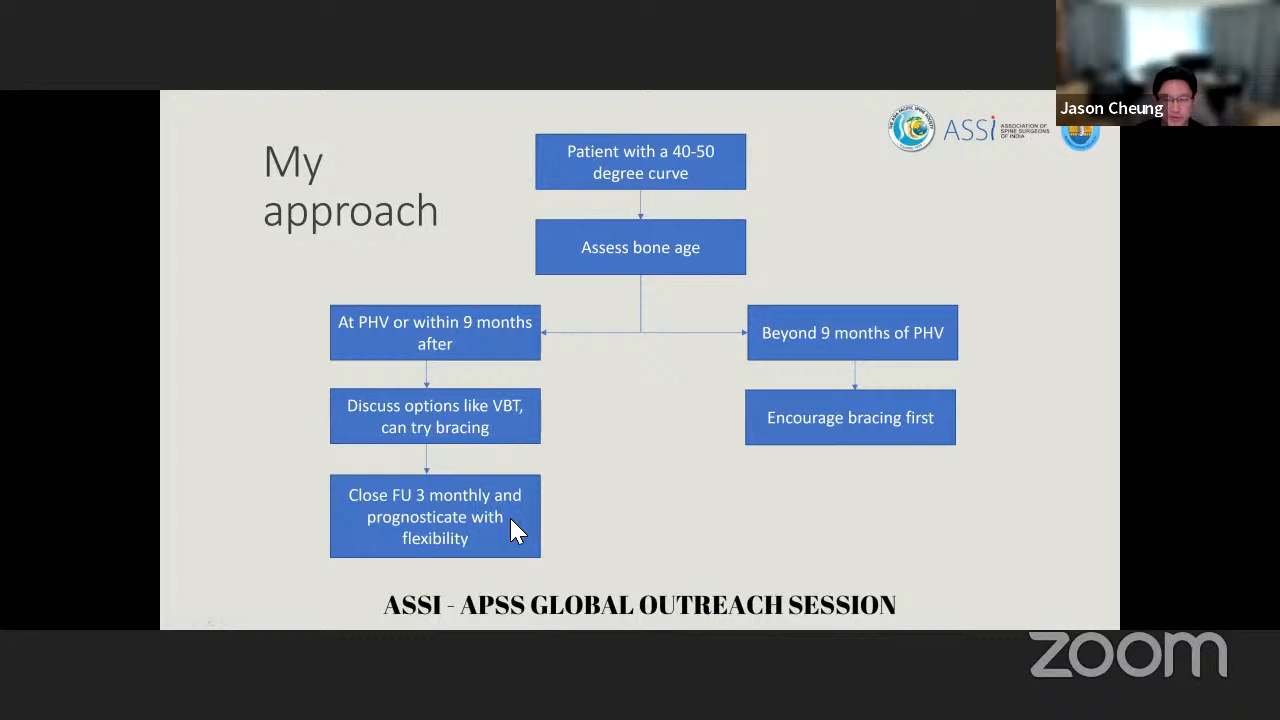 Jason Cheung
ASSi
ASSOCIATION OF
SPINE SURGEONS
OF INDIA
My
approach
Patient with a 40-50
degree curve
Assess bone age
At PHV or within 9 months
after
Beyond 9 months of PHV
Discuss options like VBT,
can try bracing
Encourage bracing first
Close FU 3 monthly and
prognosticate with
flexibility
ASSI - APSS GLOBAL OUTREACH SESSION
zoom